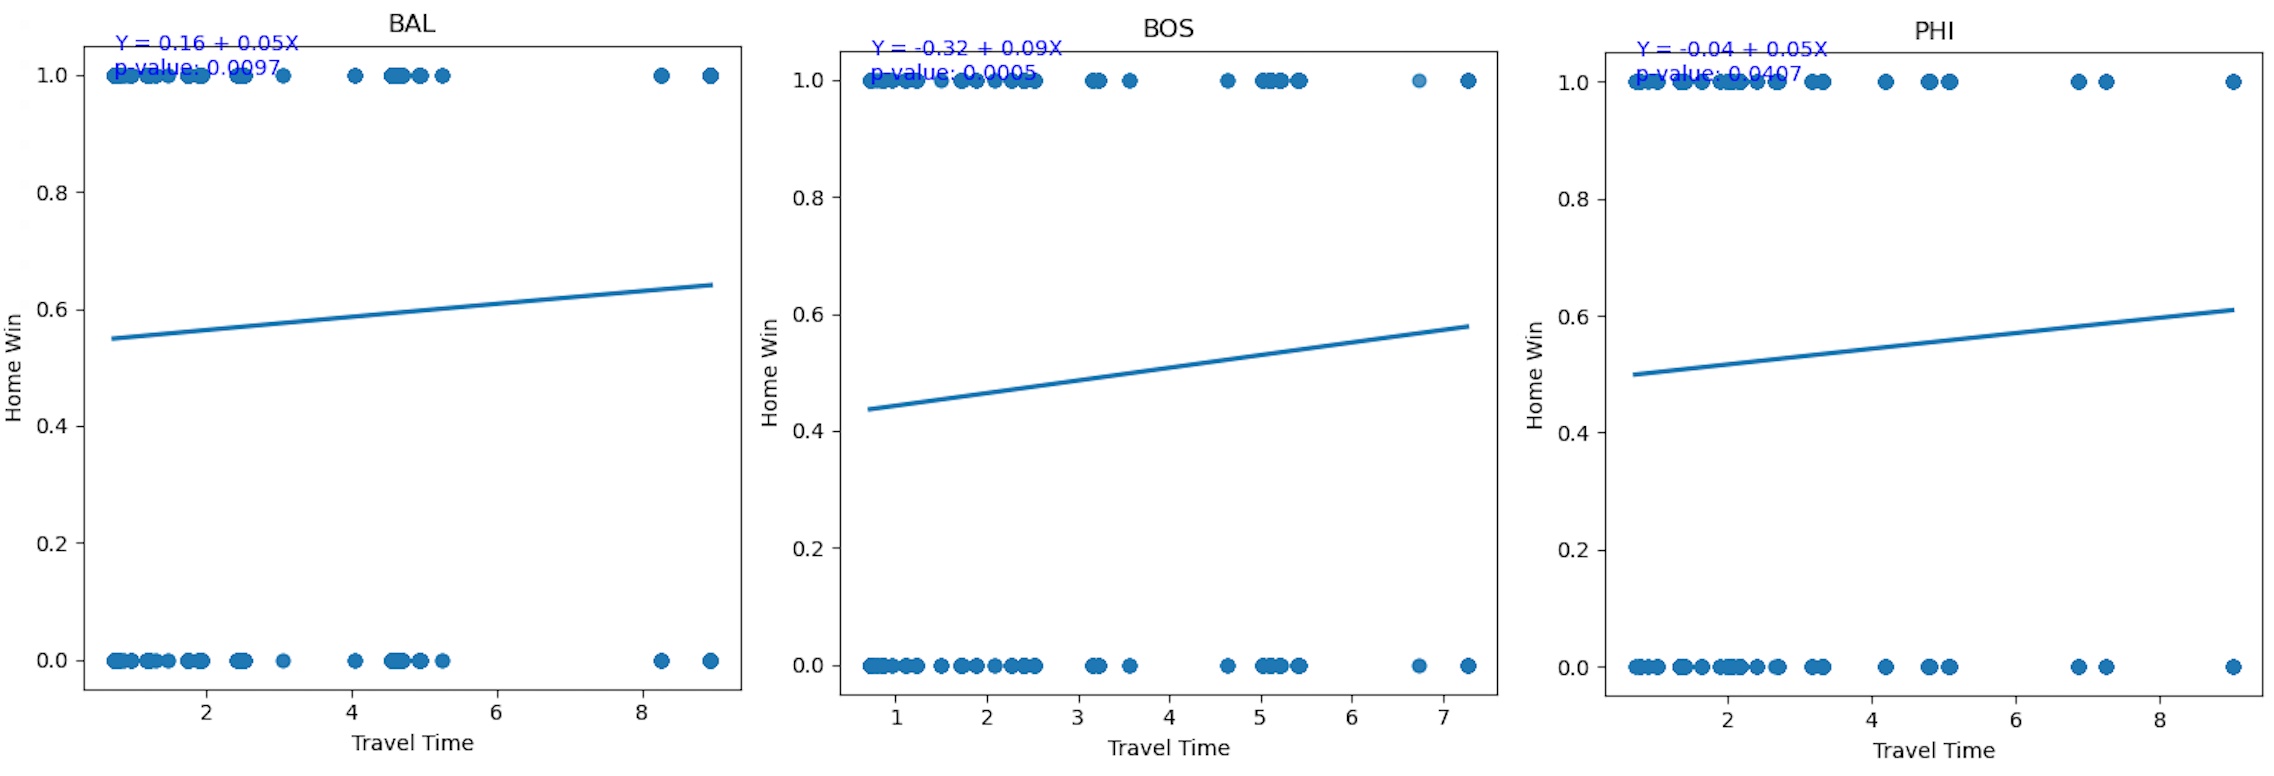 BAL
Y = 0.16 + 0.05X
p-value: 0.0097
1.0
0.8
0.6
0.4
0.2
0.0
Home Win
2 4 6 8
Travel Time
BOS
Y = -0.32 + 0.09X
p-value: 0.0005
1.0
0.8
0.6
0.4
0.2
0.0
Home Win
1 2 3 4 5 6 7
Travel Time
PHI
Y = -0.04 + 0.05X
p-value: 0.0407
1.0
0.8
0.6
0.4
0.2
0.0
Home Win
2 4 6 8
Travel Time